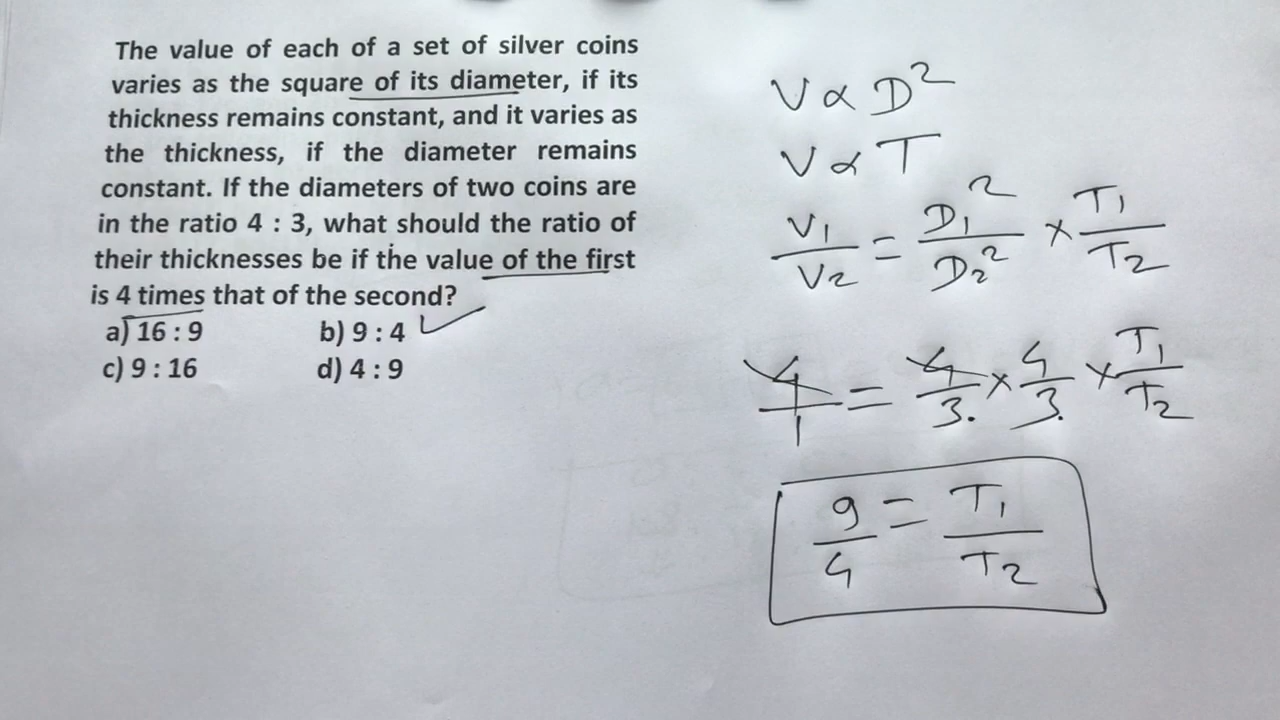 The value of each of a set of silver coins
varies as the square of its diameter, if its
thickness remains constant, and it varies as
the thickness, if the diameter remains
constant. If the diameters of two coins are
in the ratio 4 : 3, what should the ratio of
their thicknesses be if the value of the first
is 4 times that of the second?
a) 16 : 9 b) 9 : 4 ✓
c) 9 : 16 d) 4 : 9
V ∝ D²
V ∝ T
V₁/V₂ = D₁²/D₂² × T₁/T₂
4/1 = 4/3 × 4/3 × T₁/T₂
9/4 = T₁/T₂